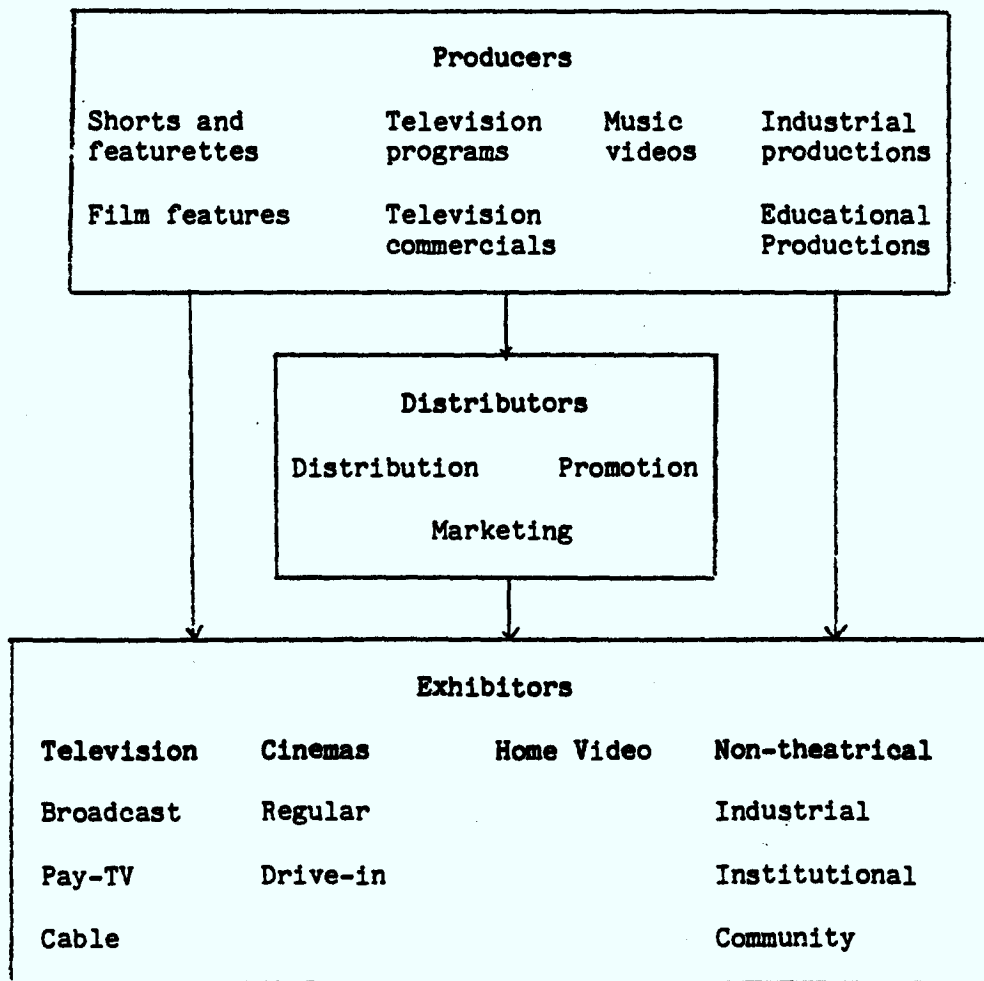 Producers
Shorts and featurettes
Television programs
Music videos
Industrial productions
Film features
Television commercials
Educational Productions
Distributors
Distribution Promotion
Marketing
Exhibitors
Television Cinemas Home Video Non-theatrical
Broadcast Regular Industrial
Pay-TV Drive-in Institutional
Cable Community